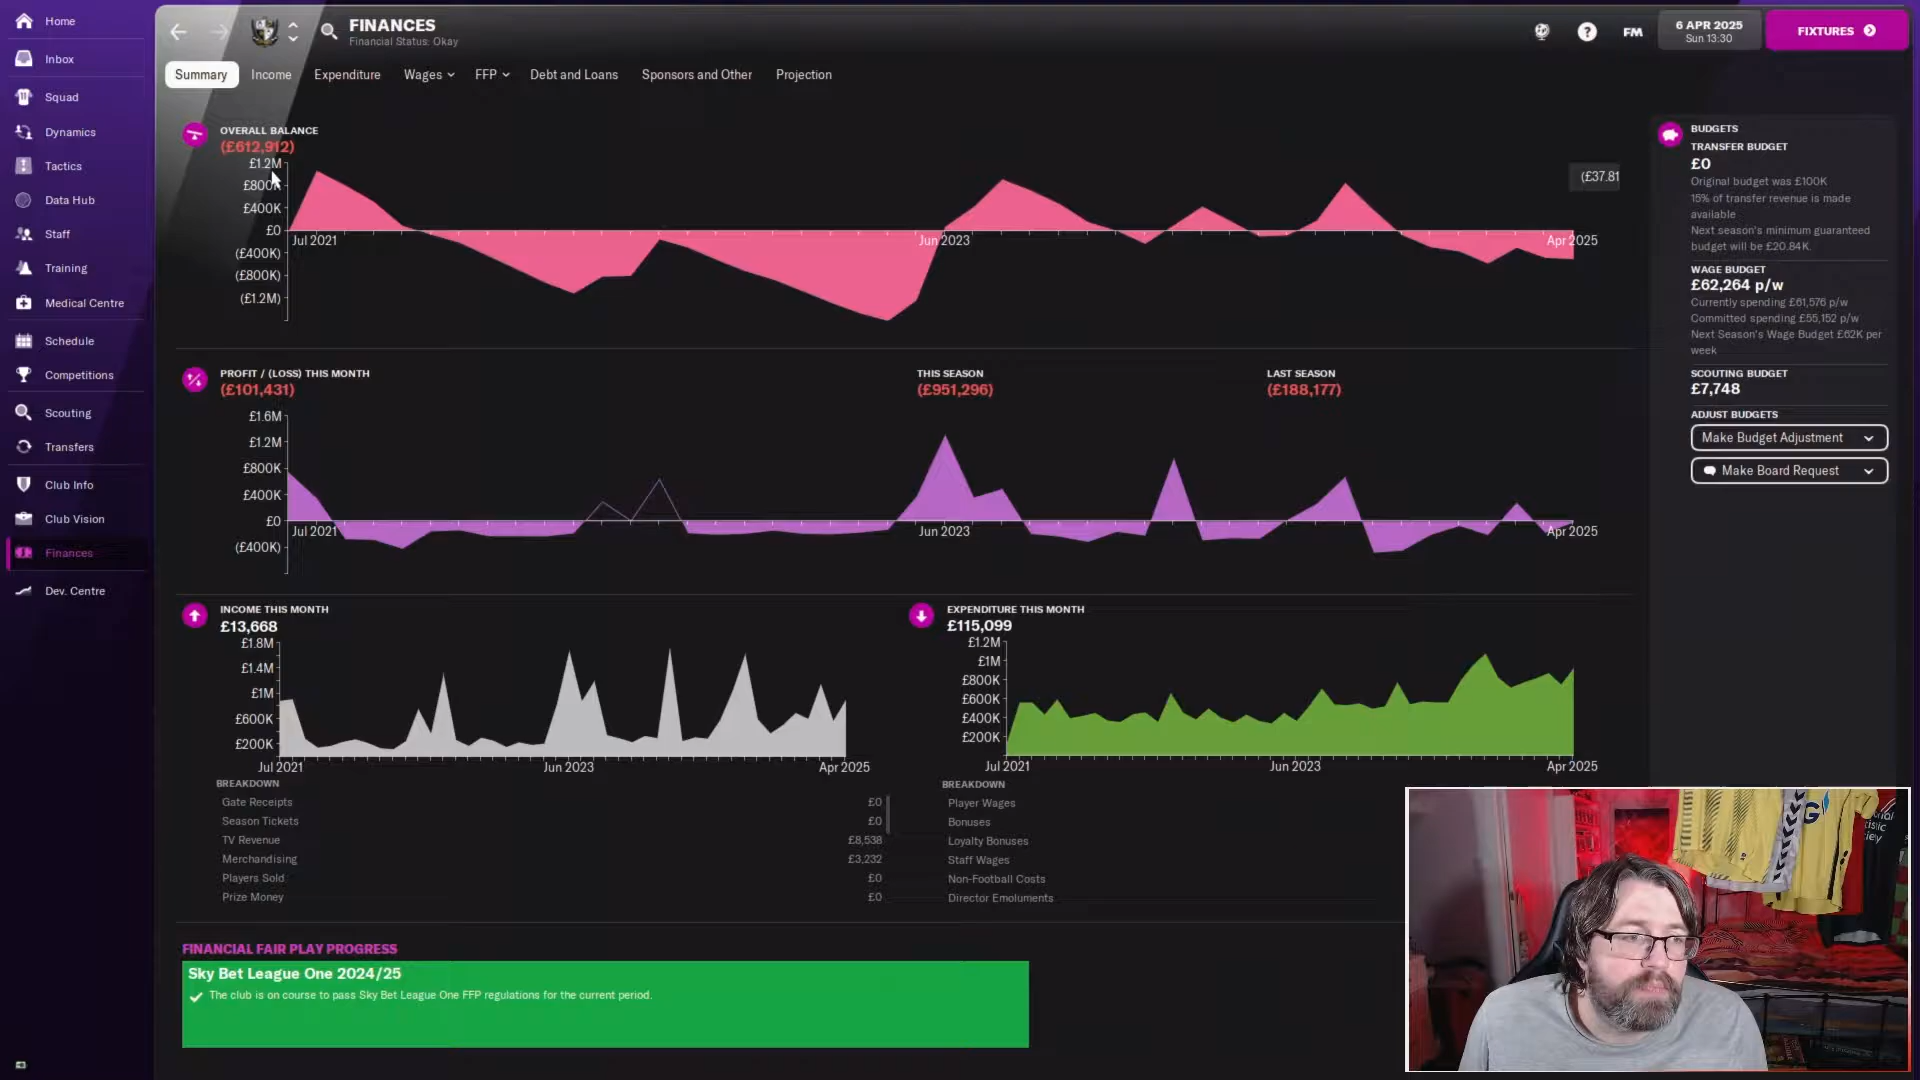 Home
Inbox
Squad
Dynamics
Tactics
Data Hub
Staff
Training
Medical Centre
Schedule
Competitions
Scouting
Transfers
Club Info
Club Vision
Finances
Dev. Centre
FINANCES
Financial Status: Okay
FM
6 APR 2025
Sun 13:30
FIXTURES
Summary
Income
Expenditure
Wages
FFP
Debt and Loans
Sponsors and Other
Projection
OVERALL BALANCE
(£612,912)
£1.2M
£800K
£400K
£0
(£400K)
(£800K)
(£1.2M)
Jul 2021
Jun 2023
Apr 2025
(£37.81
PROFIT / (LOSS) THIS MONTH
(£101,431)
THIS SEASON
(£951,296)
LAST SEASON
(£188,177)
£1.6M
£1.2M
£800K
£400K
£0
(£400K)
Jul 2021
Jun 2023
Apr 2025
INCOME THIS MONTH
£13,668
£1.8M
£1.4M
£1M
£600K
£200K
Jul 2021
Jun 2023
Apr 2025
BREAKDOWN
Gate Receipts £0
Season Tickets £0
TV Revenue £8,538
Merchandising £3,232
Players Sold £0
Prize Money £0
EXPENDITURE THIS MONTH
£115,099
£1.2M
£1M
£800K
£600K
£400K
£200K
Jul 2021
Jun 2023
Apr 2025
BREAKDOWN
Player Wages
Bonuses
Loyalty Bonuses
Staff Wages
Non-Football Costs
Director Emoluments
FINANCIAL FAIR PLAY PROGRESS
Sky Bet League One 2024/25
The club is on course to pass Sky Bet League One FFP regulations for the current period.
BUDGETS
TRANSFER BUDGET
£0
Original budget was £100K
15% of transfer revenue is made
available
Next season's minimum guaranteed
budget will be £20.84K.
WAGE BUDGET
£62,264 p/w
Currently spending £61,576 p/w
Committed spending £55,152 p/w
Next Season's Wage Budget £62K per
week
SCOUTING BUDGET
£7,748
ADJUST BUDGETS
Make Budget Adjustment
Make Board Request
G